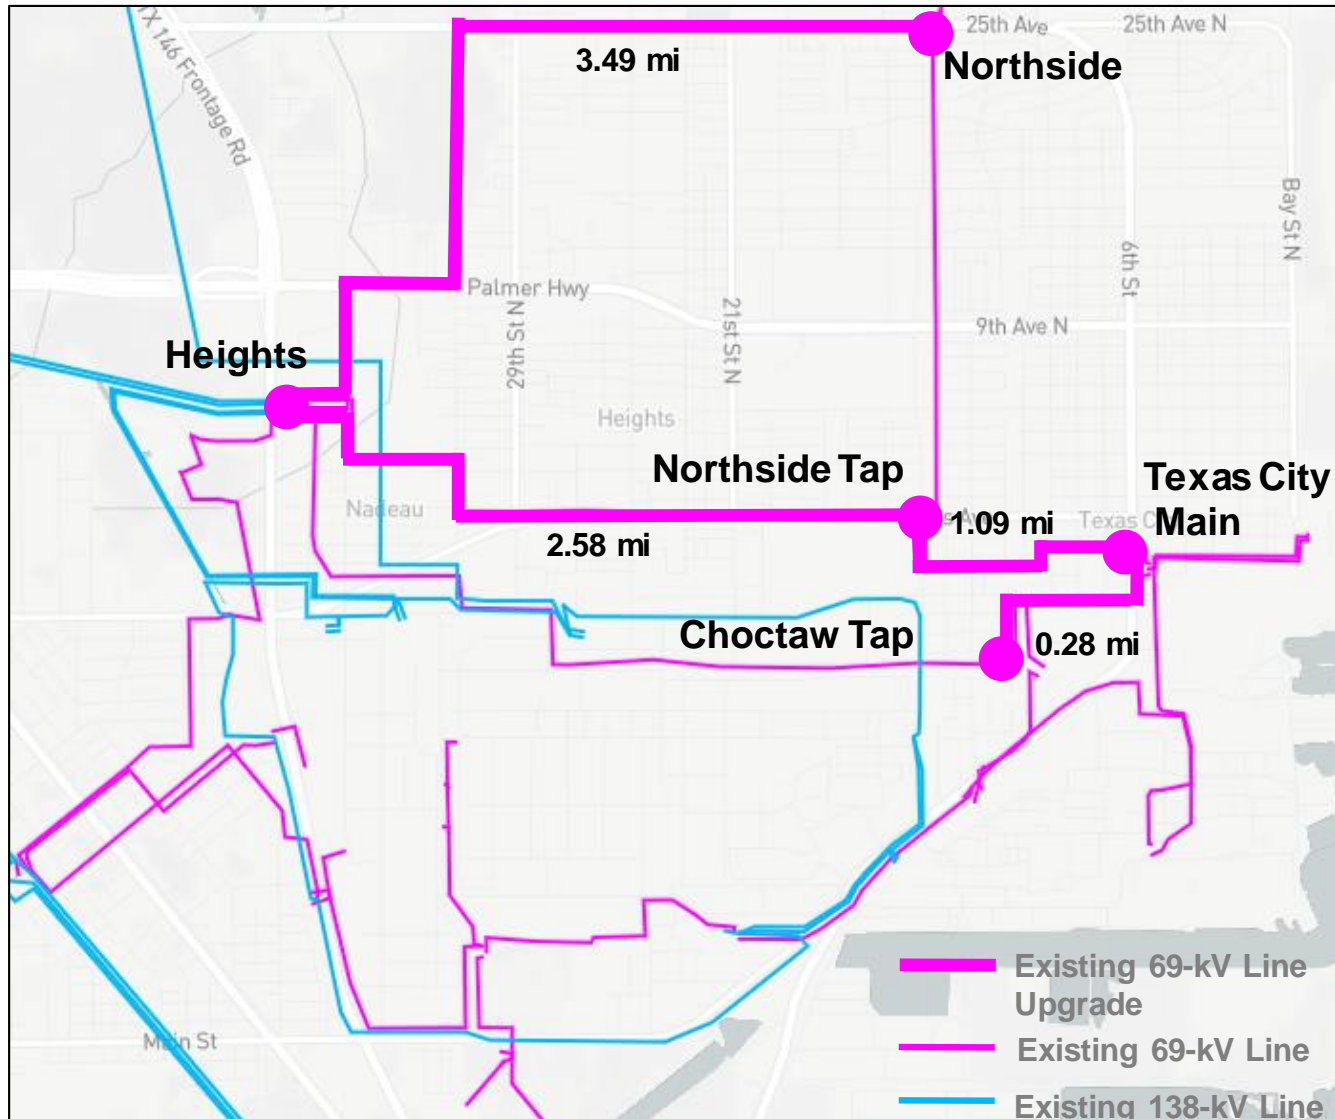 TX 146 Frontage Rd
25th Ave
25th Ave N
3.49 mi
Northside
Bay St N
6th St
Palmer Hwy
29th St N
21st St N
9th Ave N
Heights
Heights
Northside Tap
Texas City
Main
Nadeau
1.09 mi
2.58 mi
Choctaw Tap
0.28 mi
Existing 69-kV Line
Upgrade
Main St
Existing 69-kV Line
Existing 138-kV Line